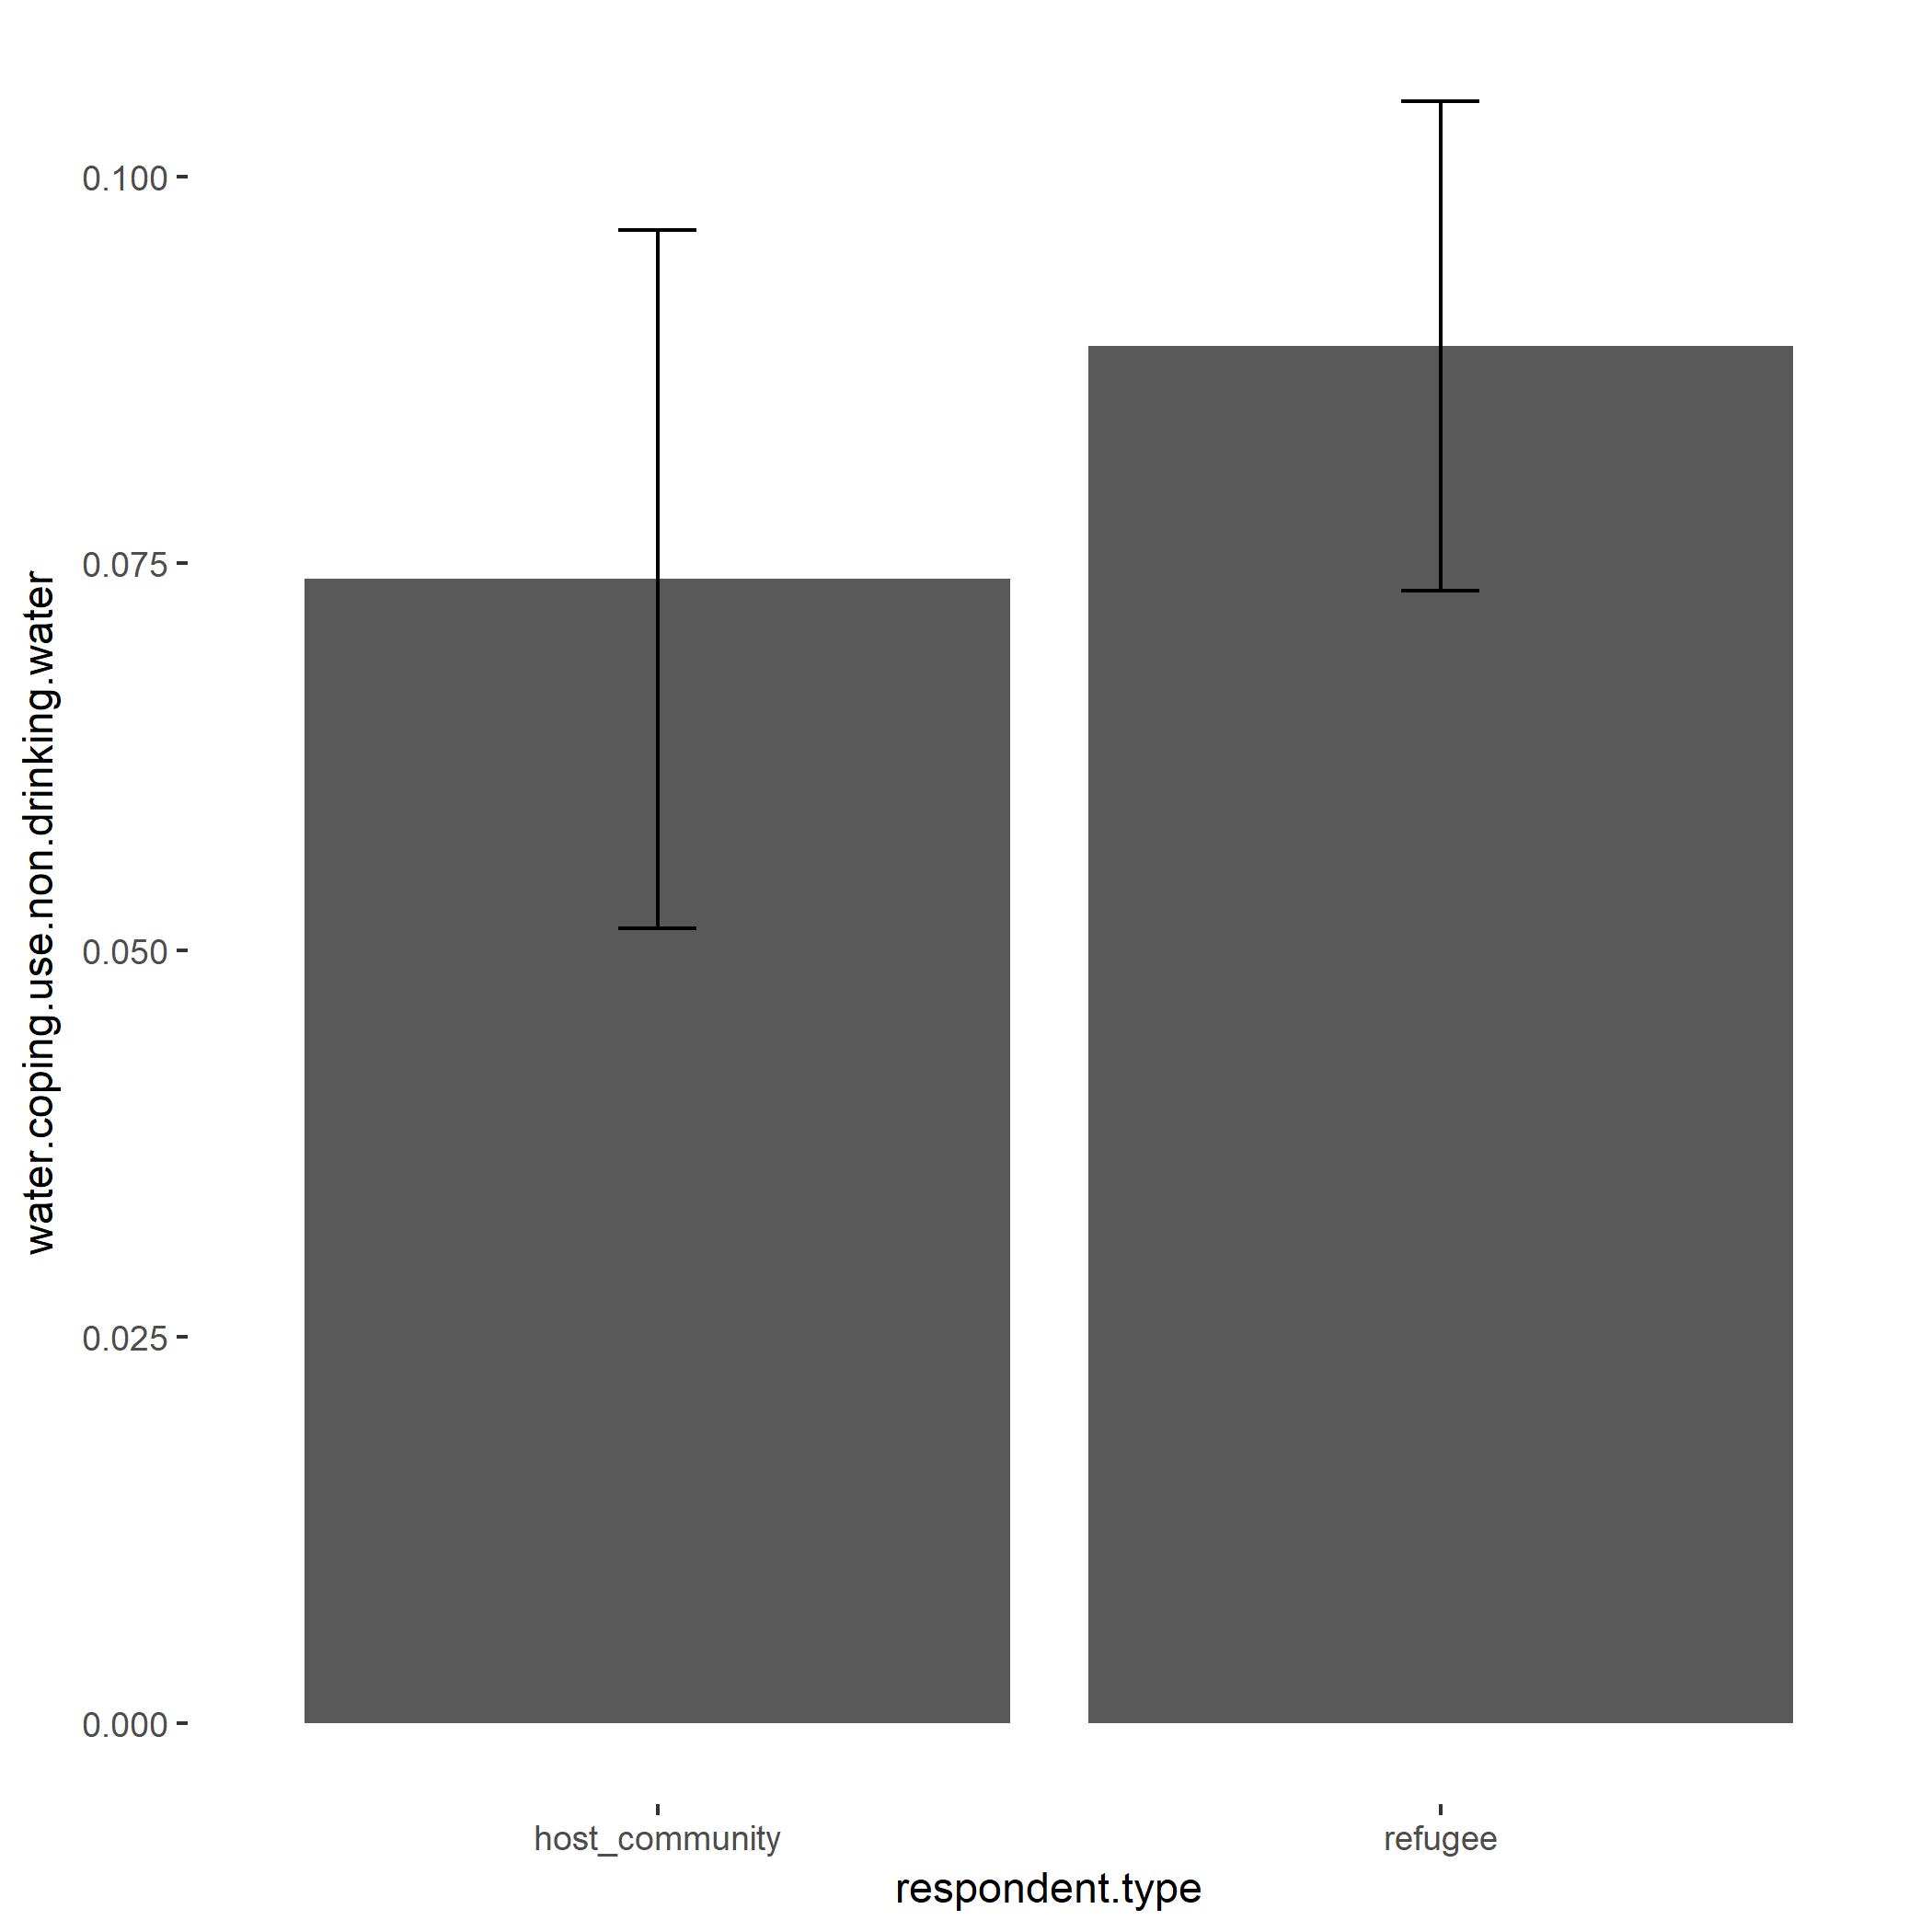 water.coping.use.non.drinking.water
0.100
0.075
0.050
0.025
0.000
host_community
refugee
respondent.type